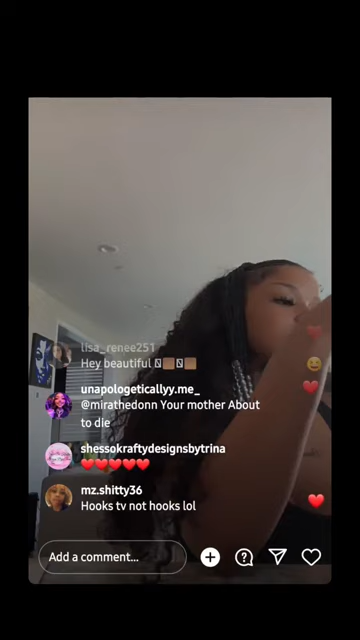 lisa_renee251
Hey beautiful
unapologeticallyy.me_
@mirathedonn Your mother About
to die
shessokraftydesignsbytrina
❤️❤️❤️❤️❤️
mz.shitty36
Hooks tv not hooks lol
Add a comment...